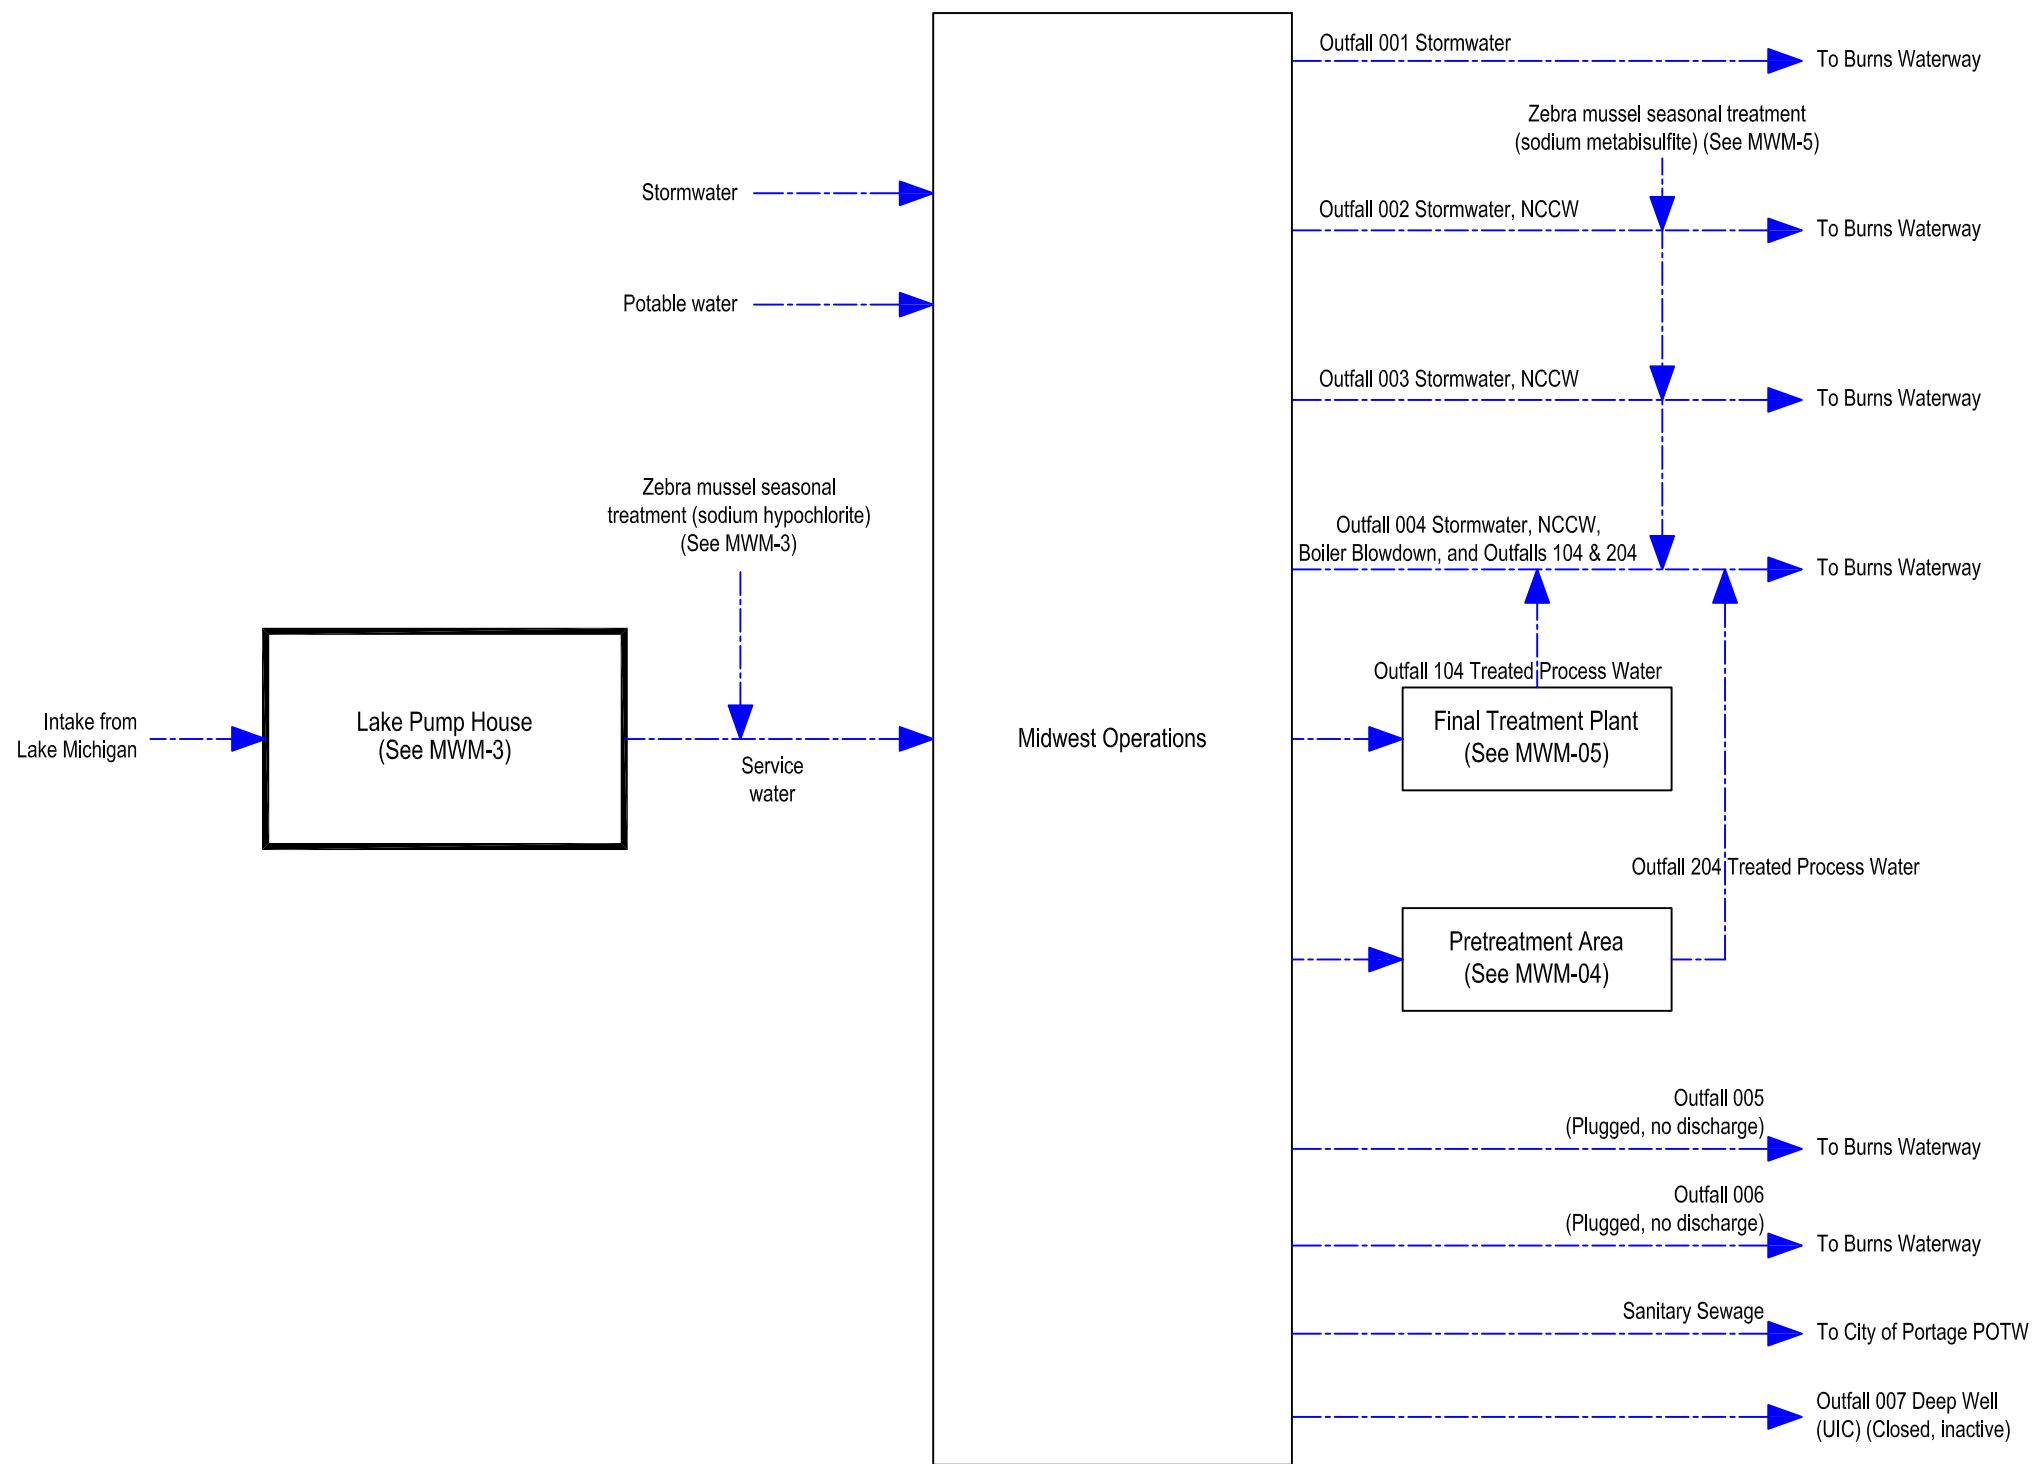 Outfall 001 Stormwater
To Burns Waterway
Zebra mussel seasonal treatment
(sodium metabisulfite) (See MWM-5)
Stormwater
Outfall 002 Stormwater, NCCW
To Burns Waterway
Potable water
Outfall 003 Stormwater, NCCW
To Burns Waterway
Zebra mussel seasonal
treatment (sodium hypochlorite)
(See MWM-3)
Outfall 004 Stormwater, NCCW,
Boiler Blowdown, and Outfalls 104 & 204
To Burns Waterway
Outfall 104 Treated Process Water
Intake from
Lake Michigan
Lake Pump House
(See MWM-3)
Service
water
Midwest Operations
Final Treatment Plant
(See MWM-05)
Outfall 204 Treated Process Water
Pretreatment Area
(See MWM-04)
Outfall 005
(Plugged, no discharge)
To Burns Waterway
Outfall 006
(Plugged, no discharge)
To Burns Waterway
Sanitary Sewage
To City of Portage POTW
Outfall 007 Deep Well
(UIC) (Closed, inactive)